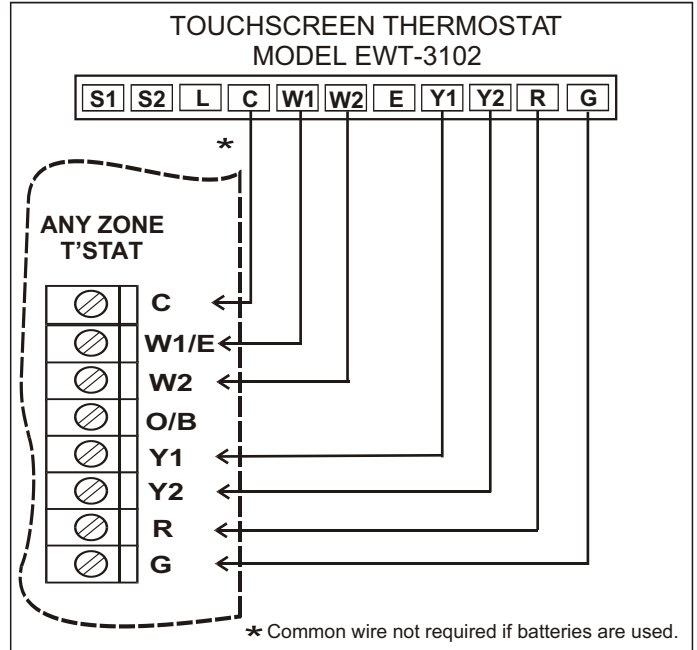 TOUCHSCREEN THERMOSTAT
MODEL EWT-3102
S1 S2 L C W1 W2 E Y1 Y2 R G
*
ANY ZONE
T'STAT
C
W1/E
W2
O/B
Y1
Y2
R
G
* Common wire not required if batteries are used.